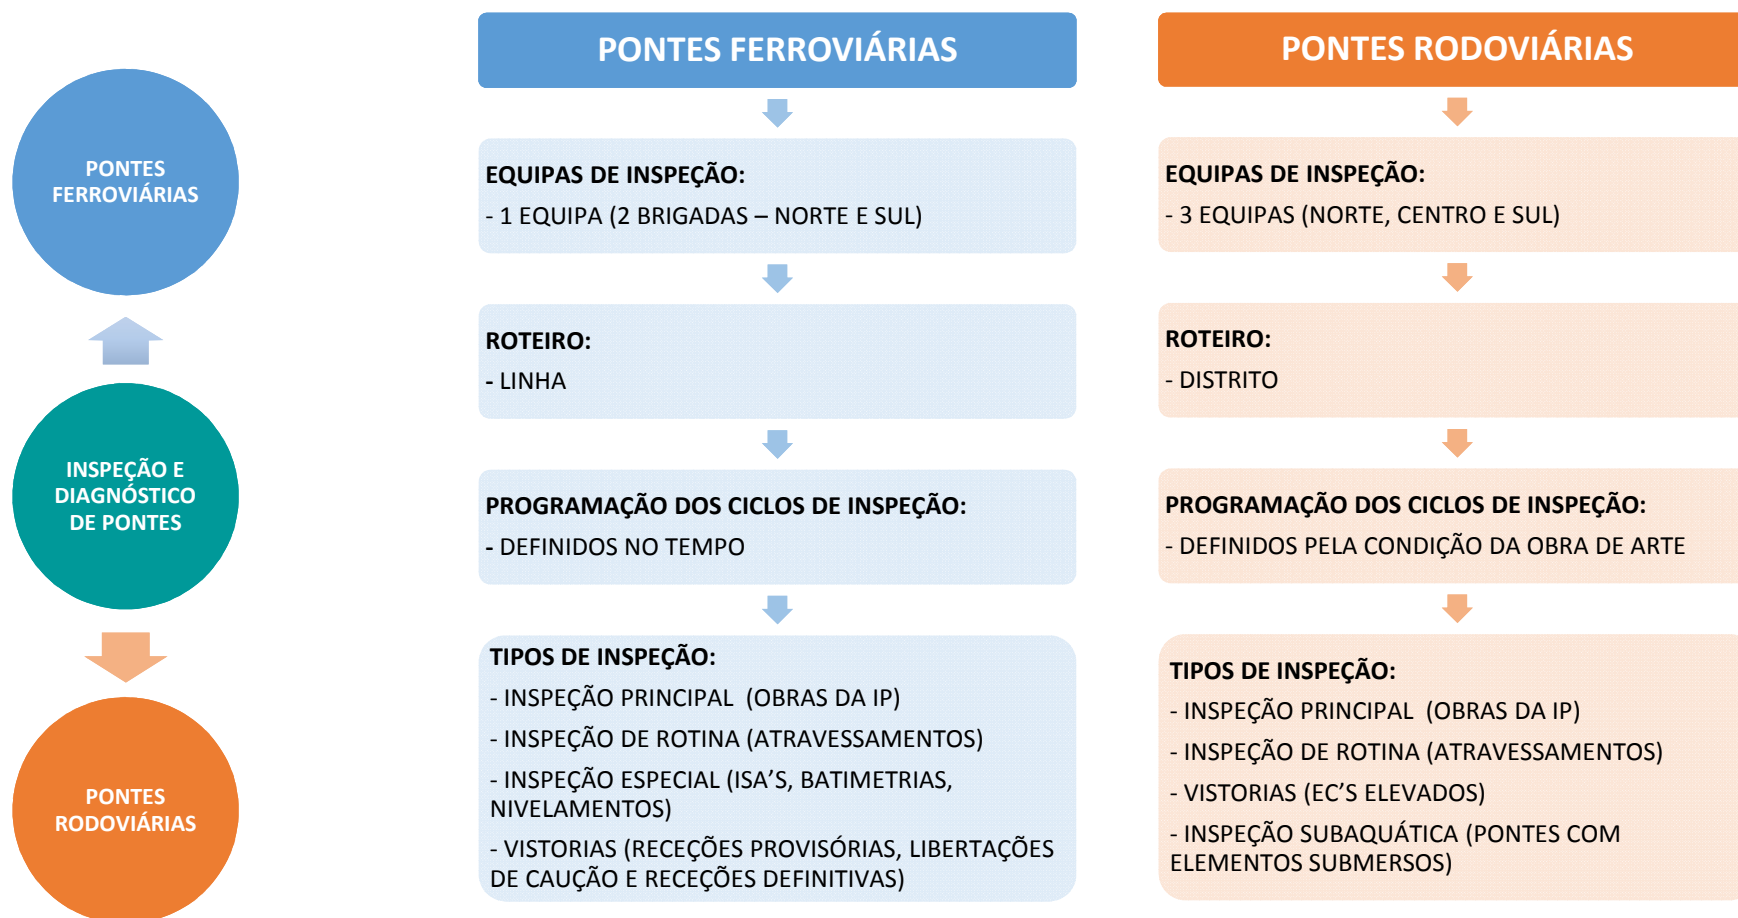 PONTES
FERROVIÁRIAS
INSPEÇÃO E
DIAGNÓSTICO
DE PONTES
PONTES
RODOVIÁRIAS
PONTES FERROVIÁRIAS
EQUIPAS DE INSPEÇÃO:
- 1 EQUIPA (2 BRIGADAS – NORTE E SUL)
ROTEIRO:
- LINHA
PROGRAMAÇÃO DOS CICLOS DE INSPEÇÃO:
- DEFINIDOS NO TEMPO
TIPOS DE INSPEÇÃO:
- INSPEÇÃO PRINCIPAL (OBRAS DA IP)
- INSPEÇÃO DE ROTINA (ATRAVESSAMENTOS)
- INSPEÇÃO ESPECIAL (ISA’S, BATIMETRIAS,
NIVELAMENTOS)
- VISTORIAS (RECEÇÕES PROVISÓRIAS, LIBERTAÇÕES
DE CAUÇÃO E RECEÇÕES DEFINITIVAS)
PONTES RODOVIÁRIAS
EQUIPAS DE INSPEÇÃO:
- 3 EQUIPAS (NORTE, CENTRO E SUL)
ROTEIRO:
- DISTRITO
PROGRAMAÇÃO DOS CICLOS DE INSPEÇÃO:
- DEFINIDOS PELA CONDIÇÃO DA OBRA DE ARTE
TIPOS DE INSPEÇÃO:
- INSPEÇÃO PRINCIPAL (OBRAS DA IP)
- INSPEÇÃO DE ROTINA (ATRAVESSAMENTOS)
- VISTORIAS (EC’S ELEVADOS)
- INSPEÇÃO SUBAQUÁTICA (PONTES COM
ELEMENTOS SUBMERSOS)